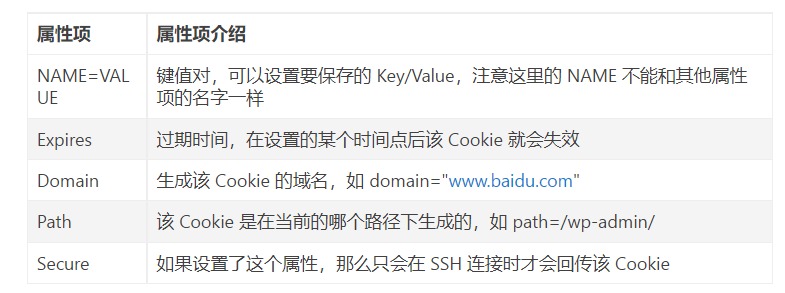 属性项 属性项介绍
NAME=VAL
UE
键值对，可以设置要保存的 Key/Value，注意这里的 NAME 不能和其他属性
项的名字一样
Expires 过期时间，在设置的某个时间点后该 Cookie 就会失效
Domain 生成该 Cookie 的域名，如 domain="www.baidu.com"
Path 该 Cookie 是在当前的哪个路径下生成的，如 path=/wp-admin/
Secure 如果设置了这个属性，那么只会在 SSH 连接时才会回传该 Cookie